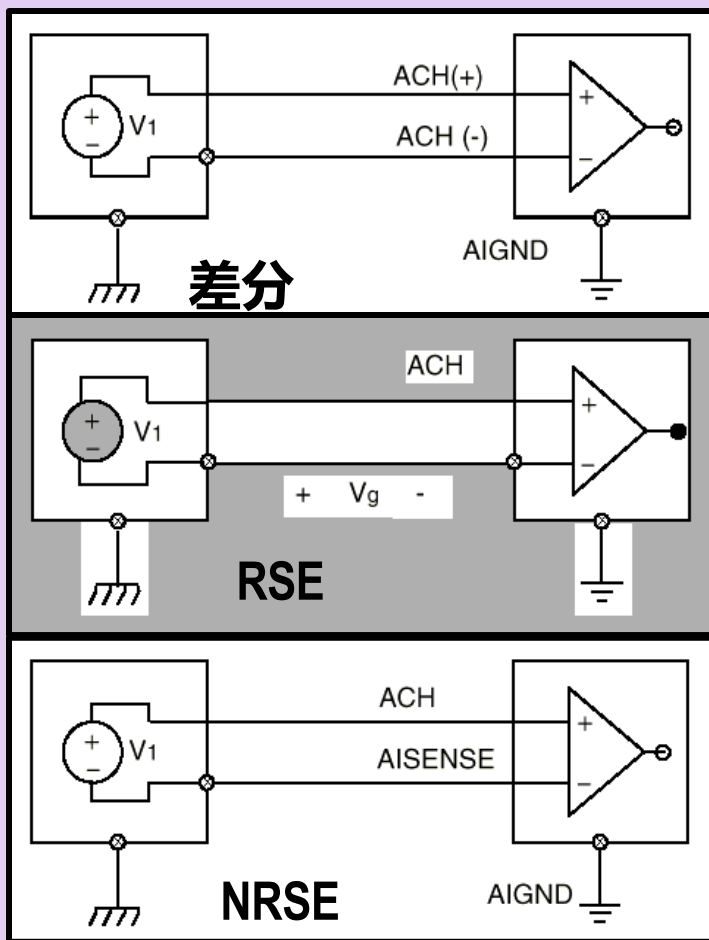 ACH(+)
+
V1
+
−
ACH (-)
−
AIGND
差分
ACH
+
V1
+
−
−
+ Vg -
RSE
ACH
+
V1
+
−
AISENSE
−
NRSE
AIGND